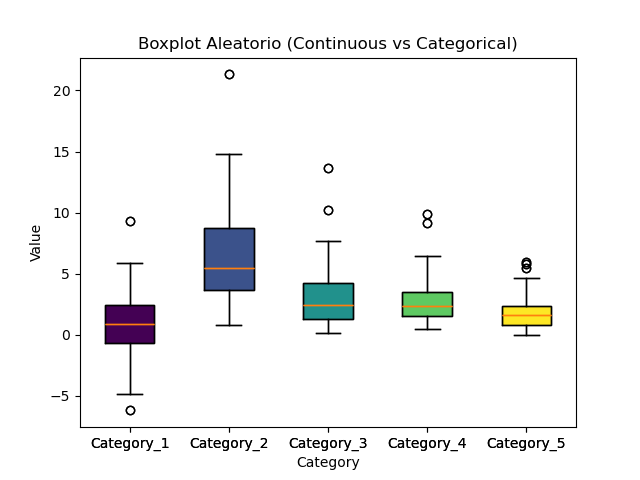 Boxplot Aleatorio (Continuous vs Categorical)
Value
20
15
10
5
0
−5
Category_1
Category_2
Category_3
Category_4
Category_5
Category